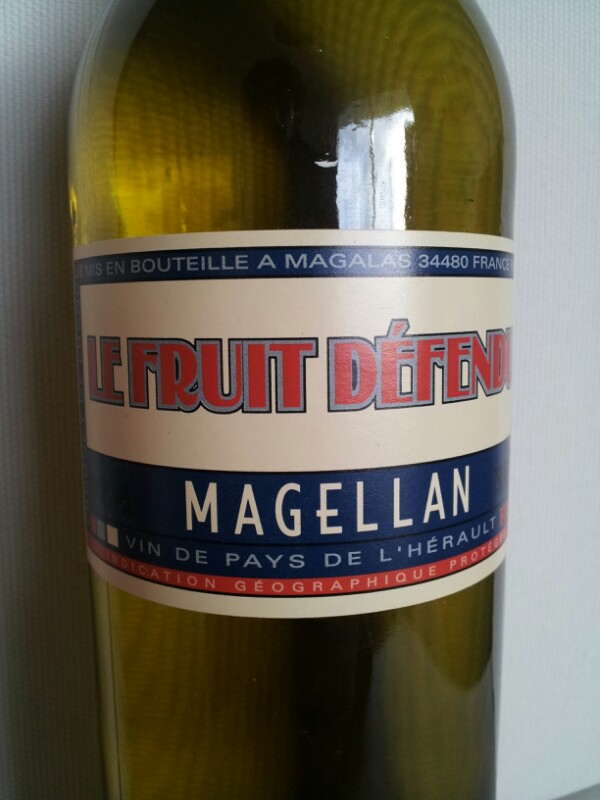 MIS EN BOUTEILLE A MAGALAS 34480 FRANCE
LE FRUIT DÉFENDU
MAGELLAN
VIN DE PAYS DE L'HÉRAULT
INDICATION GÉOGRAPHIQUE PROTÉGÉE